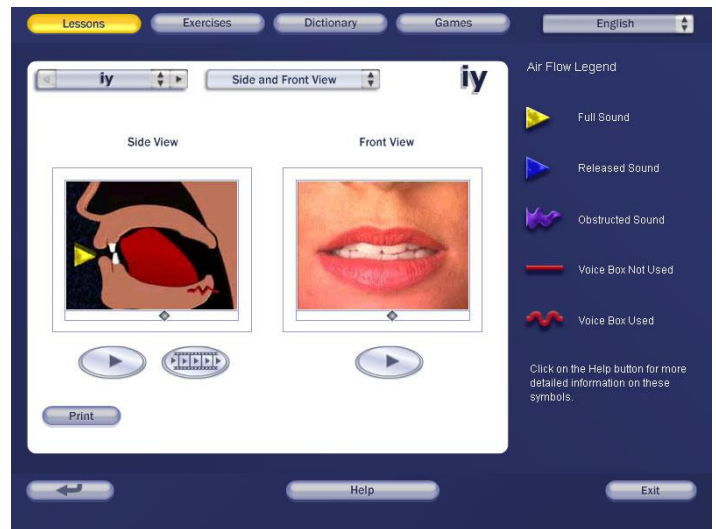 Lessons Exercises Dictionary Games English
iy Side and Front View iy
Side View Front View
Print
Air Flow Legend
Full Sound
Released Sound
Obstructed Sound
Voice Box Not Used
Voice Box Used
Click on the Help button for more
detailed information on these
symbols.
Help Exit